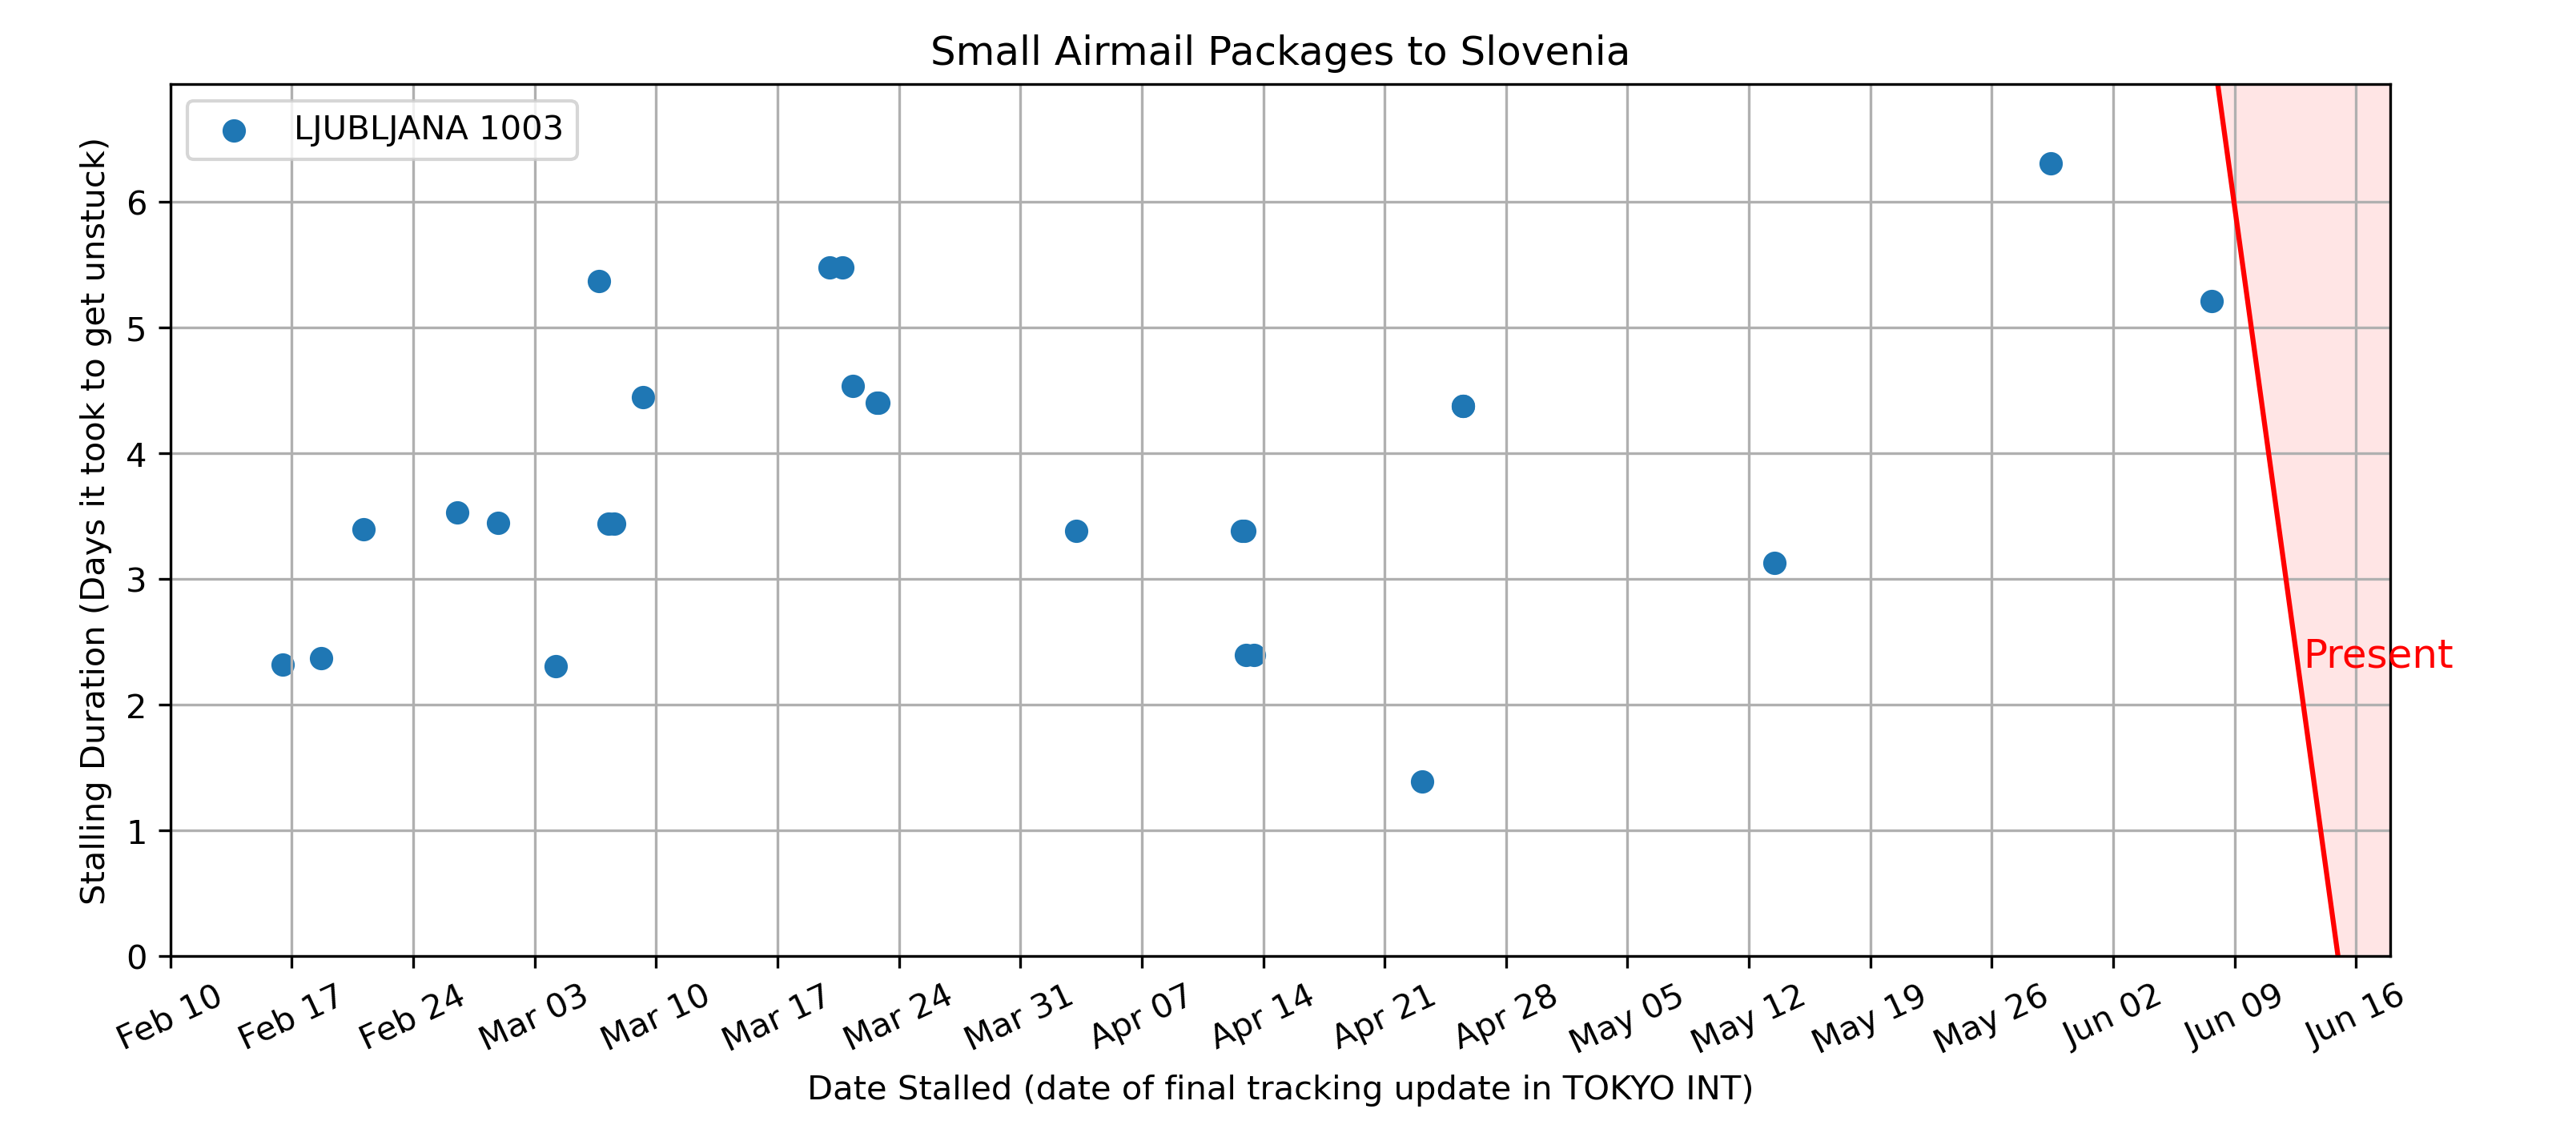 Small Airmail Packages to Slovenia
LJUBLJANA 1003
Stalling Duration (Days it took to get unstuck)
6
5
4
3
2
1
0
Present
Feb 10
Feb 17
Feb 24
Mar 03
Mar 10
Mar 17
Mar 24
Mar 31
Apr 07
Apr 14
Apr 21
Apr 28
May 05
May 12
May 19
May 26
Jun 02
Jun 09
Jun 16
Date Stalled (date of final tracking update in TOKYO INT)